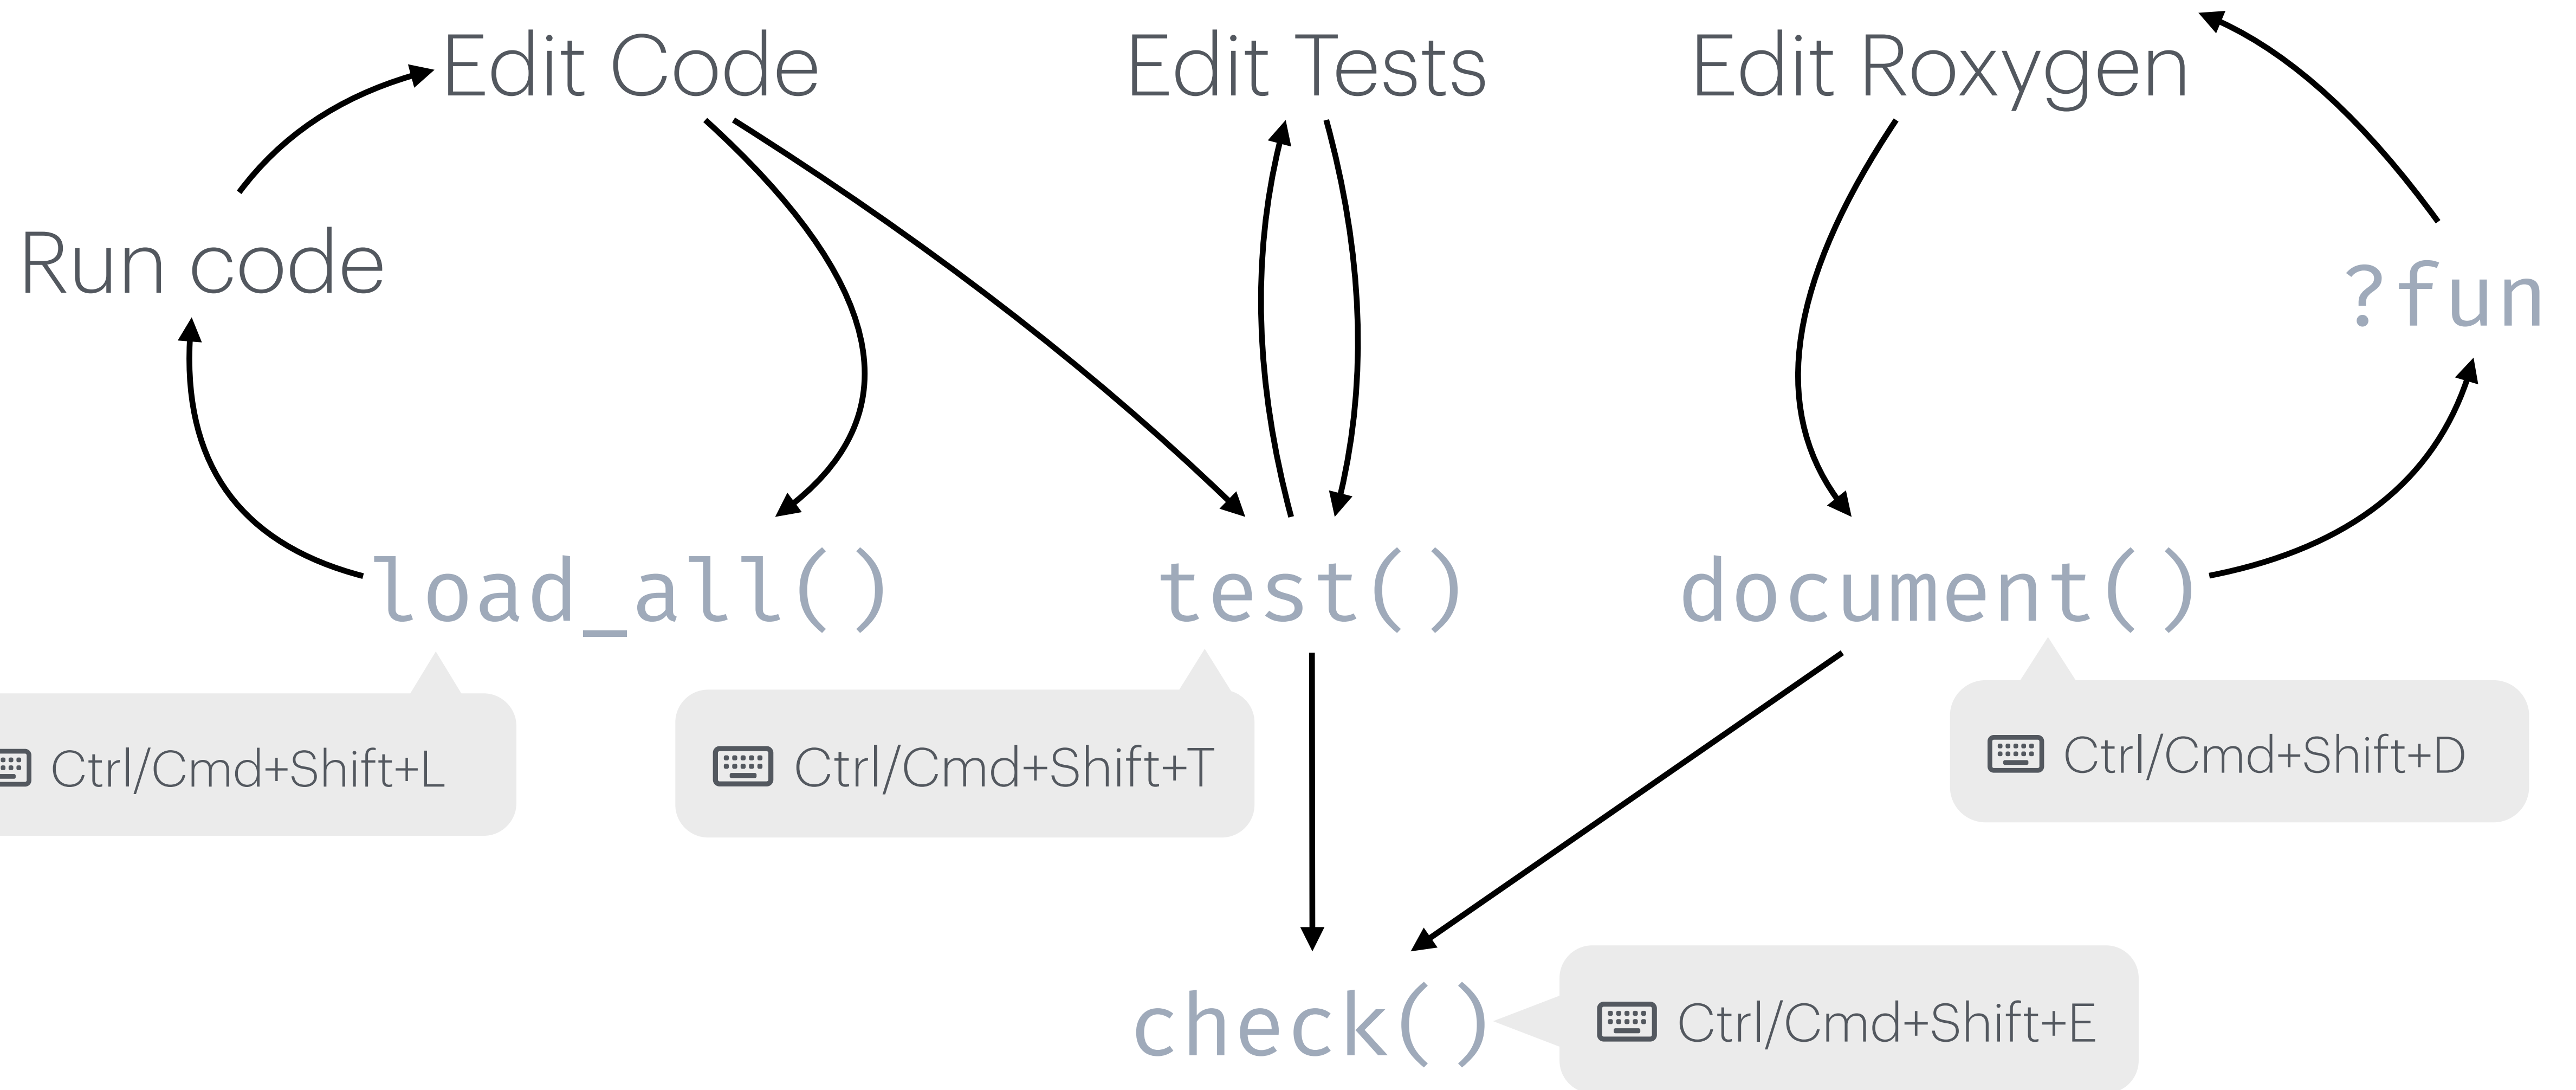 Edit Code
Edit Tests
Edit Roxygen
Run code
?fun
load_all()
test()
document()
Ctrl/Cmd+Shift+L
Ctrl/Cmd+Shift+T
Ctrl/Cmd+Shift+D
check()
Ctrl/Cmd+Shift+E